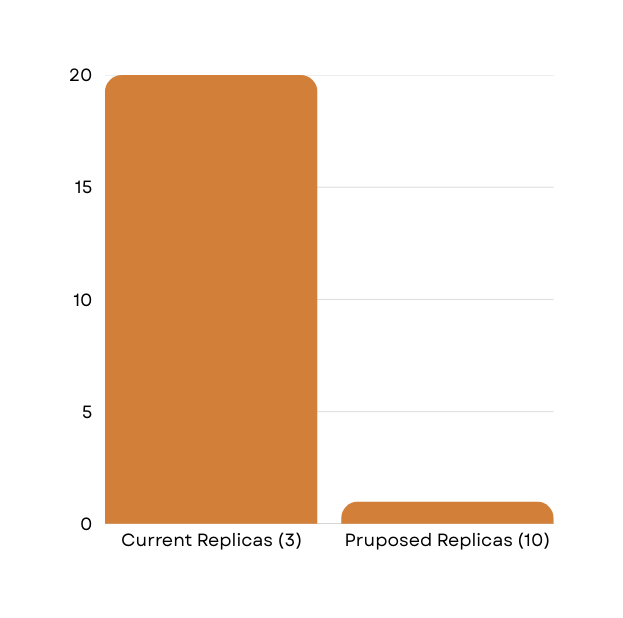 20
15
10
5
0
Current Replicas (3)
Pruposed Replicas (10)